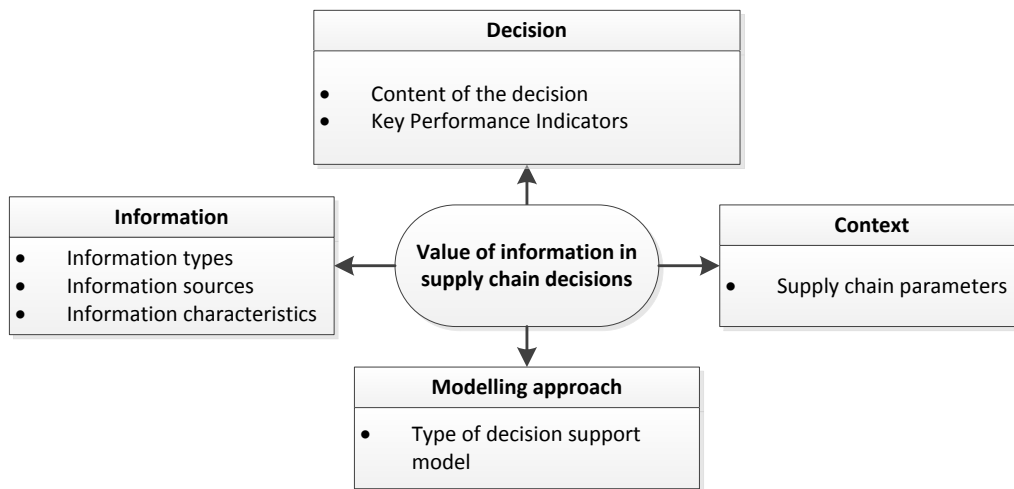 Decision
• Content of the decision
• Key Performance Indicators
Information
• Information types
• Information sources
• Information characteristics
Value of information in
supply chain decisions
Context
• Supply chain parameters
Modelling approach
• Type of decision support
model